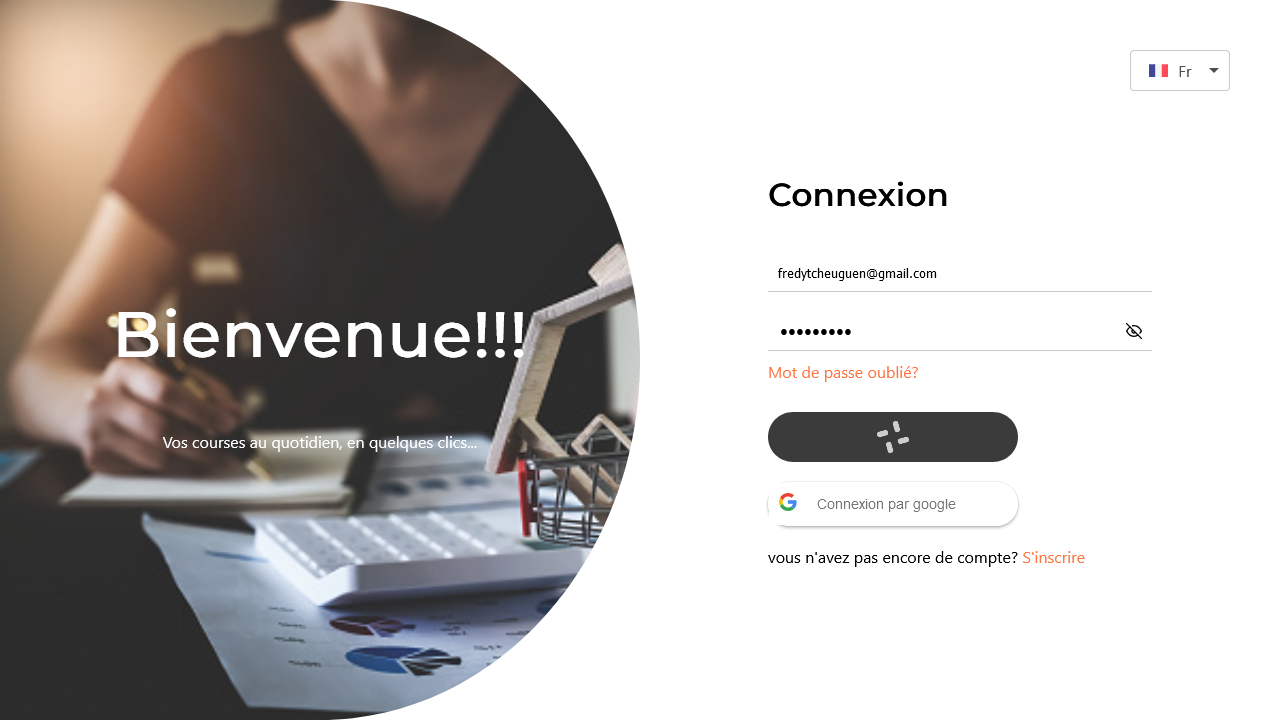 Fr
Connexion
fredytcheuguen@gmail.com
•••••••••
Mot de passe oublié?
Connexion par google
vous n'avez pas encore de compte? S'inscrire
Bienvenue!!!
Vos courses au quotidien, en quelques clics...